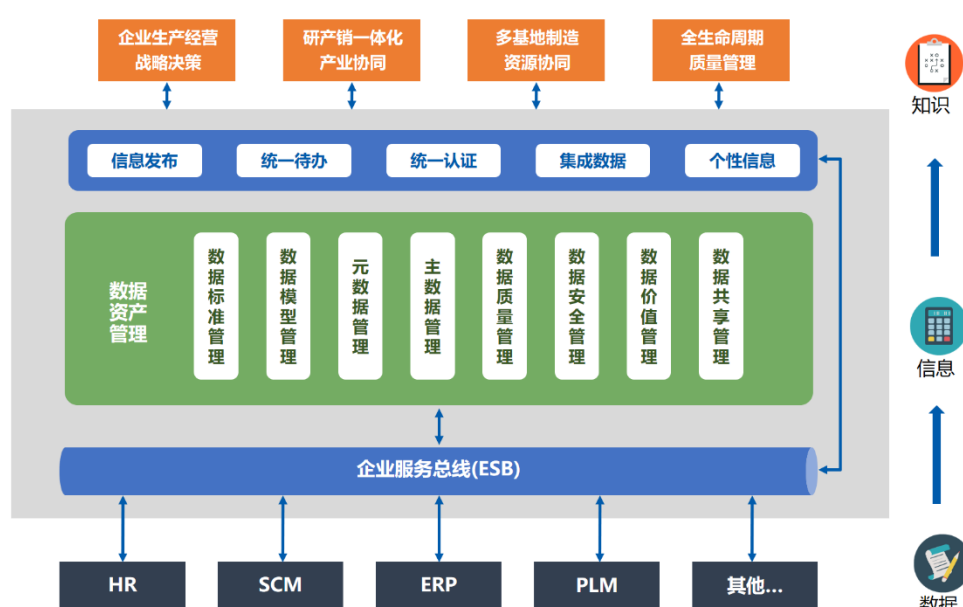 企业生产经营
战略决策
研产销一体化
产业协同
多基地制造
资源协同
全生命周期
质量管理
知识
信息发布
统一待办
统一认证
集成数据
个性信息
数据
资产
管理
数据标准管理
数据模型管理
元数据管理
主数据管理
数据质量管理
数据安全管理
数据价值管理
数据共享管理
信息
企业服务总线(ESB)
HR
SCM
ERP
PLM
其他...
数据